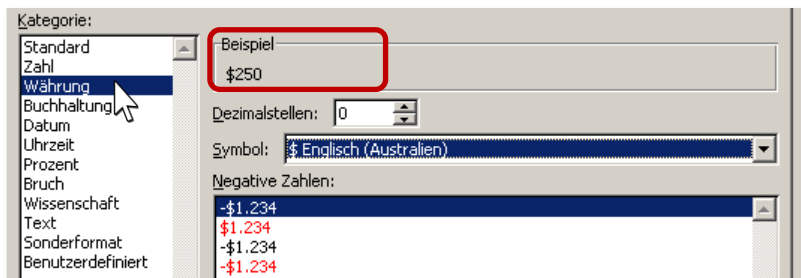 Kategorie:
Standard
Zahl
Währung
Buchhaltung
Datum
Uhrzeit
Prozent
Bruch
Wissenschaft
Text
Sonderformat
Benutzerdefiniert
Beispiel
$250
Dezimalstellen: 0
Symbol: $ Englisch (Australien)
Negative Zahlen:
-$1.234
$1.234
-$1.234
-$1.234